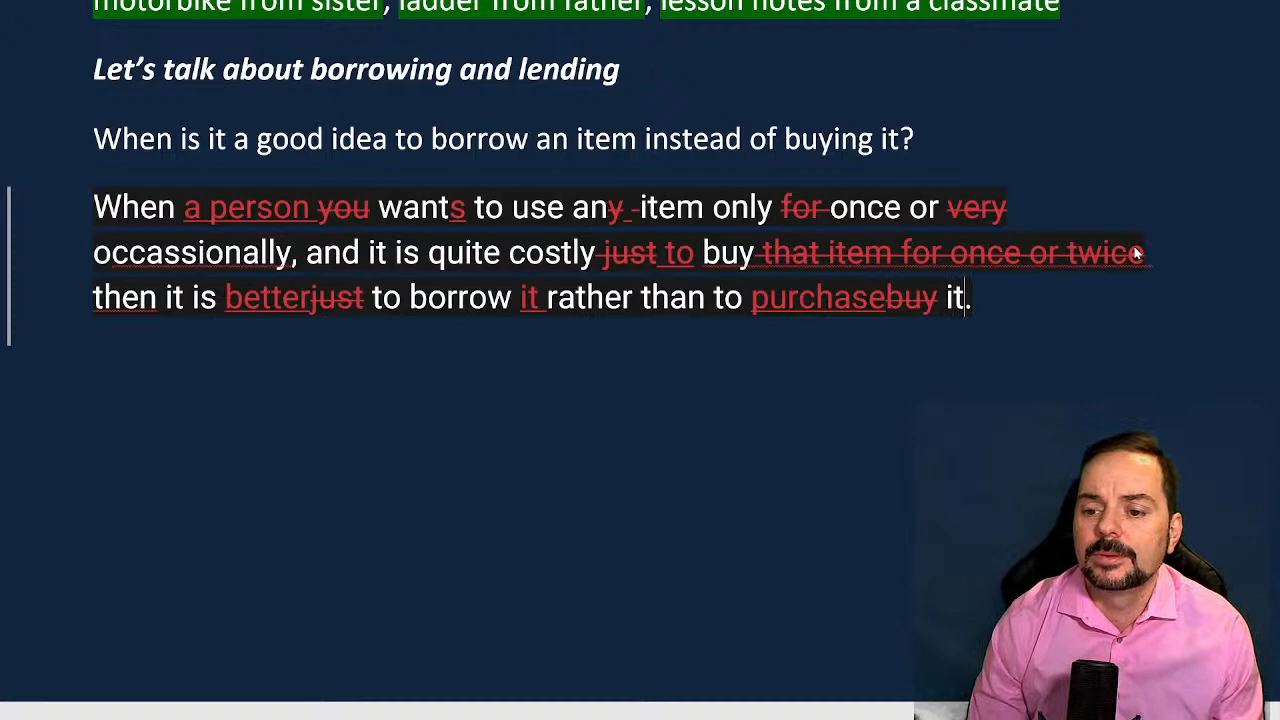 motorbike from sister, ladder from father, lesson notes from a classmate
Let's talk about borrowing and lending
When is it a good idea to borrow an item instead of buying it?
When a person you wants to use any item only for once or very
occassionally, and it is quite costly just to buy that item for once or twice
then it is betterjust to borrow it rather than to purchasebuy it.